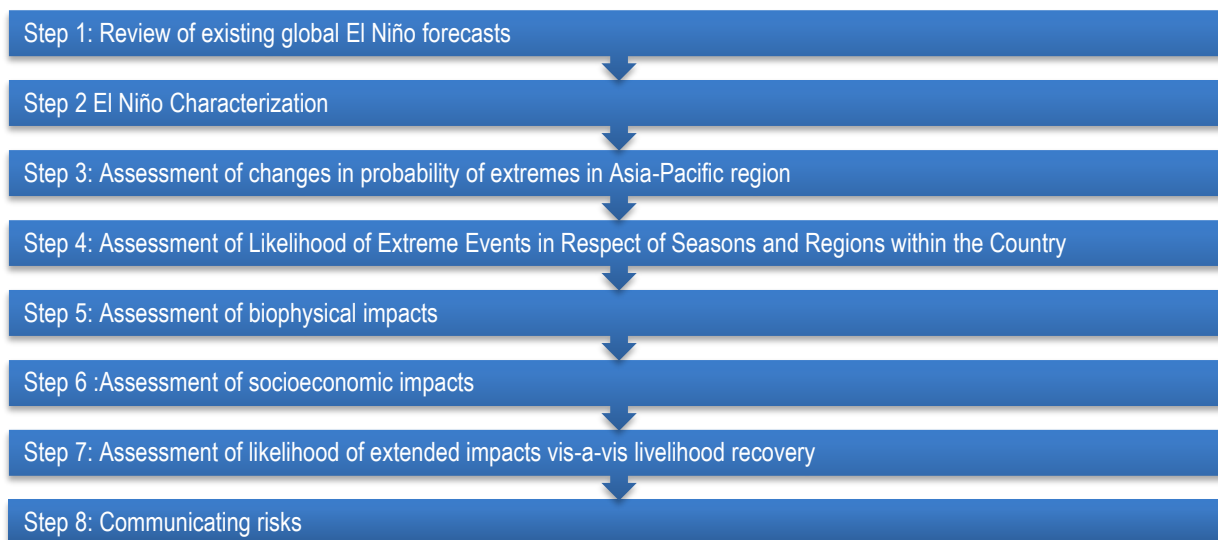 Step 1: Review of existing global El Niño forecasts
Step 2 El Niño Characterization
Step 3: Assessment of changes in probability of extremes in Asia-Pacific region
Step 4: Assessment of Likelihood of Extreme Events in Respect of Seasons and Regions within the Country
Step 5: Assessment of biophysical impacts
Step 6 :Assessment of socioeconomic impacts
Step 7: Assessment of likelihood of extended impacts vis-a-vis livelihood recovery
Step 8: Communicating risks